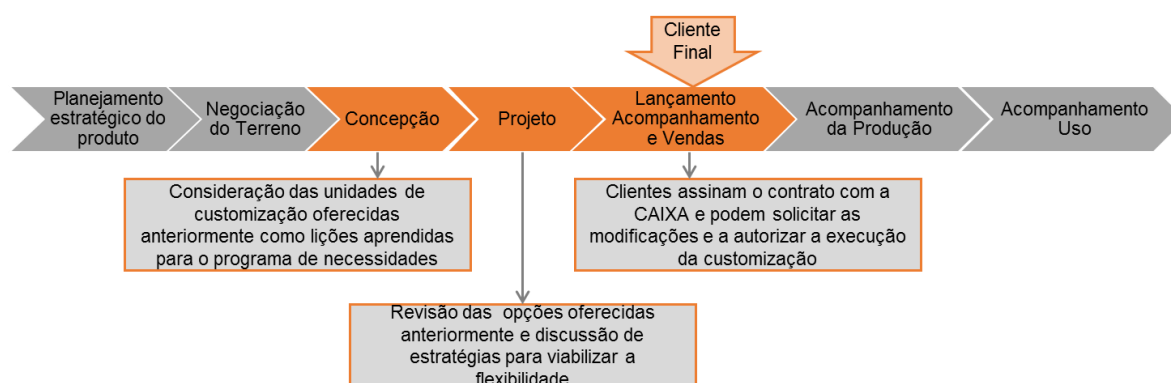 Cliente
Final
Planejamento
estratégico do
produto
Negociação
do Terreno
Concepção
Projeto
Lançamento
Acompanhamento
e Vendas
Acompanhamento
da Produção
Acompanhamento
Uso
Consideração das unidades de
customização oferecidas
anteriormente como lições aprendidas
para o programa de necessidades
Clientes assinam o contrato com a
CAIXA e podem solicitar as
modificações e a autorizar a execução
da customização
Revisão das opções oferecidas
anteriormente e discussão de
estratégias para viabilizar a
flexibilidade